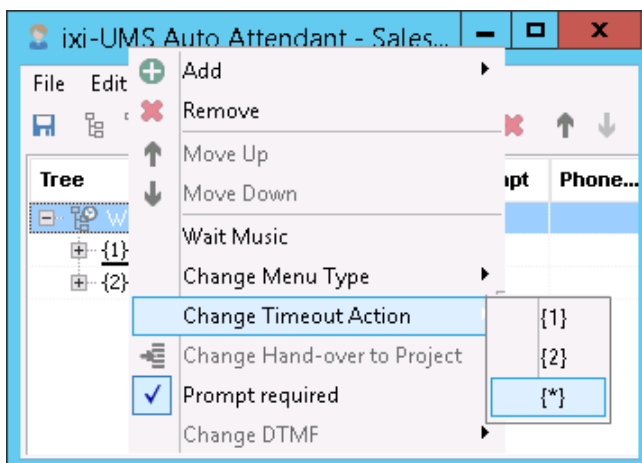 ixi-UMS Auto Attendant - Sales...
File Edit
Add
Remove
Move Up
Move Down
Tree
Phone...
Wait Music
{1}
Change Menu Type
{2}
Change Timeout Action
{1}
Change Hand-over to Project
{2}
Prompt required
{*}
Change DTMF